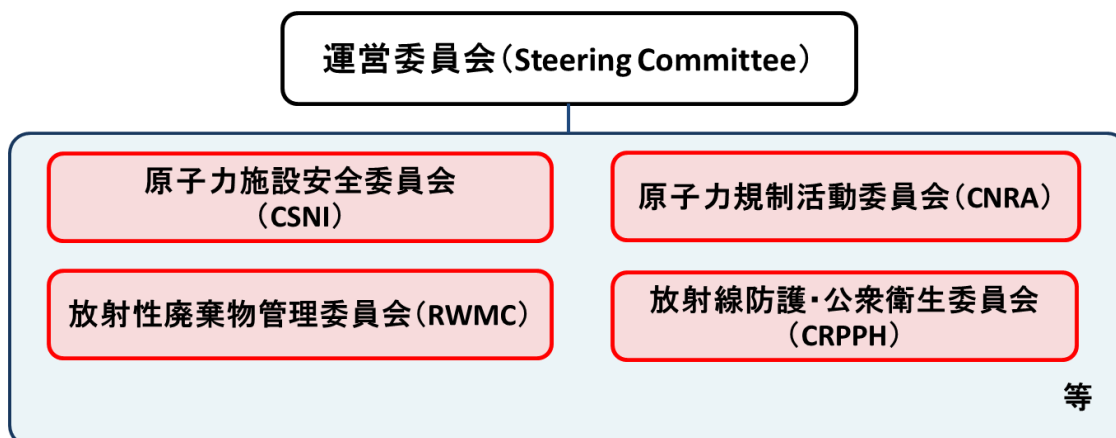 運営委員会（Steering Committee）
原子力施設安全委員会
（CSNI）
原子力規制活動委員会（CNRA）
放射性廃棄物管理委員会（RWMC）
放射線防護・公衆衛生委員会
（CRPPH）
等